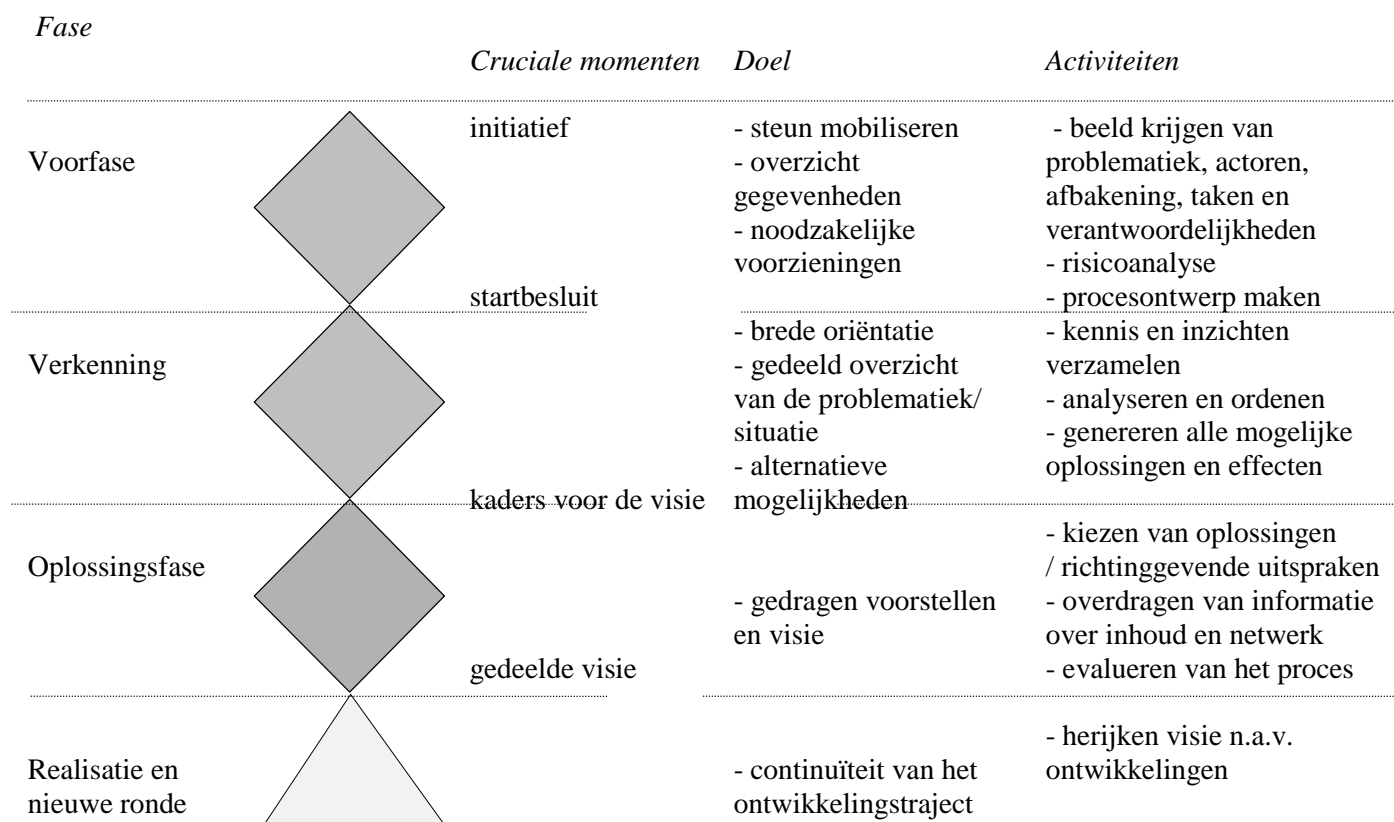 Fase
Cruciale momenten Doel Activiteiten
Voorfase
initiatief
startbesluit
- steun mobiliseren
- overzicht
gegevenheden
- noodzakelijke
voorzieningen
- beeld krijgen van
problematiek, actoren,
afbakening, taken en
verantwoordelijkheden
- risicoanalyse
- procesontwerp maken
Verkenning
kaders voor de visie
- brede oriëntatie
- gedeeld overzicht
van de problematiek/
situatie
- alternatieve
mogelijkheden
- kennis en inzichten
verzamelen
- analyseren en ordenen
- genereren alle mogelijke
oplossingen en effecten
Oplossingsfase
gedeelde visie
- gedragen voorstellen
en visie
- kiezen van oplossingen
/ richtinggevende uitspraken
- overdragen van informatie
over inhoud en netwerk
- evalueren van het proces
Realisatie en
nieuwe ronde
- continuïteit van het
ontwikkelingstraject
- herijken visie n.a.v.
ontwikkelingen